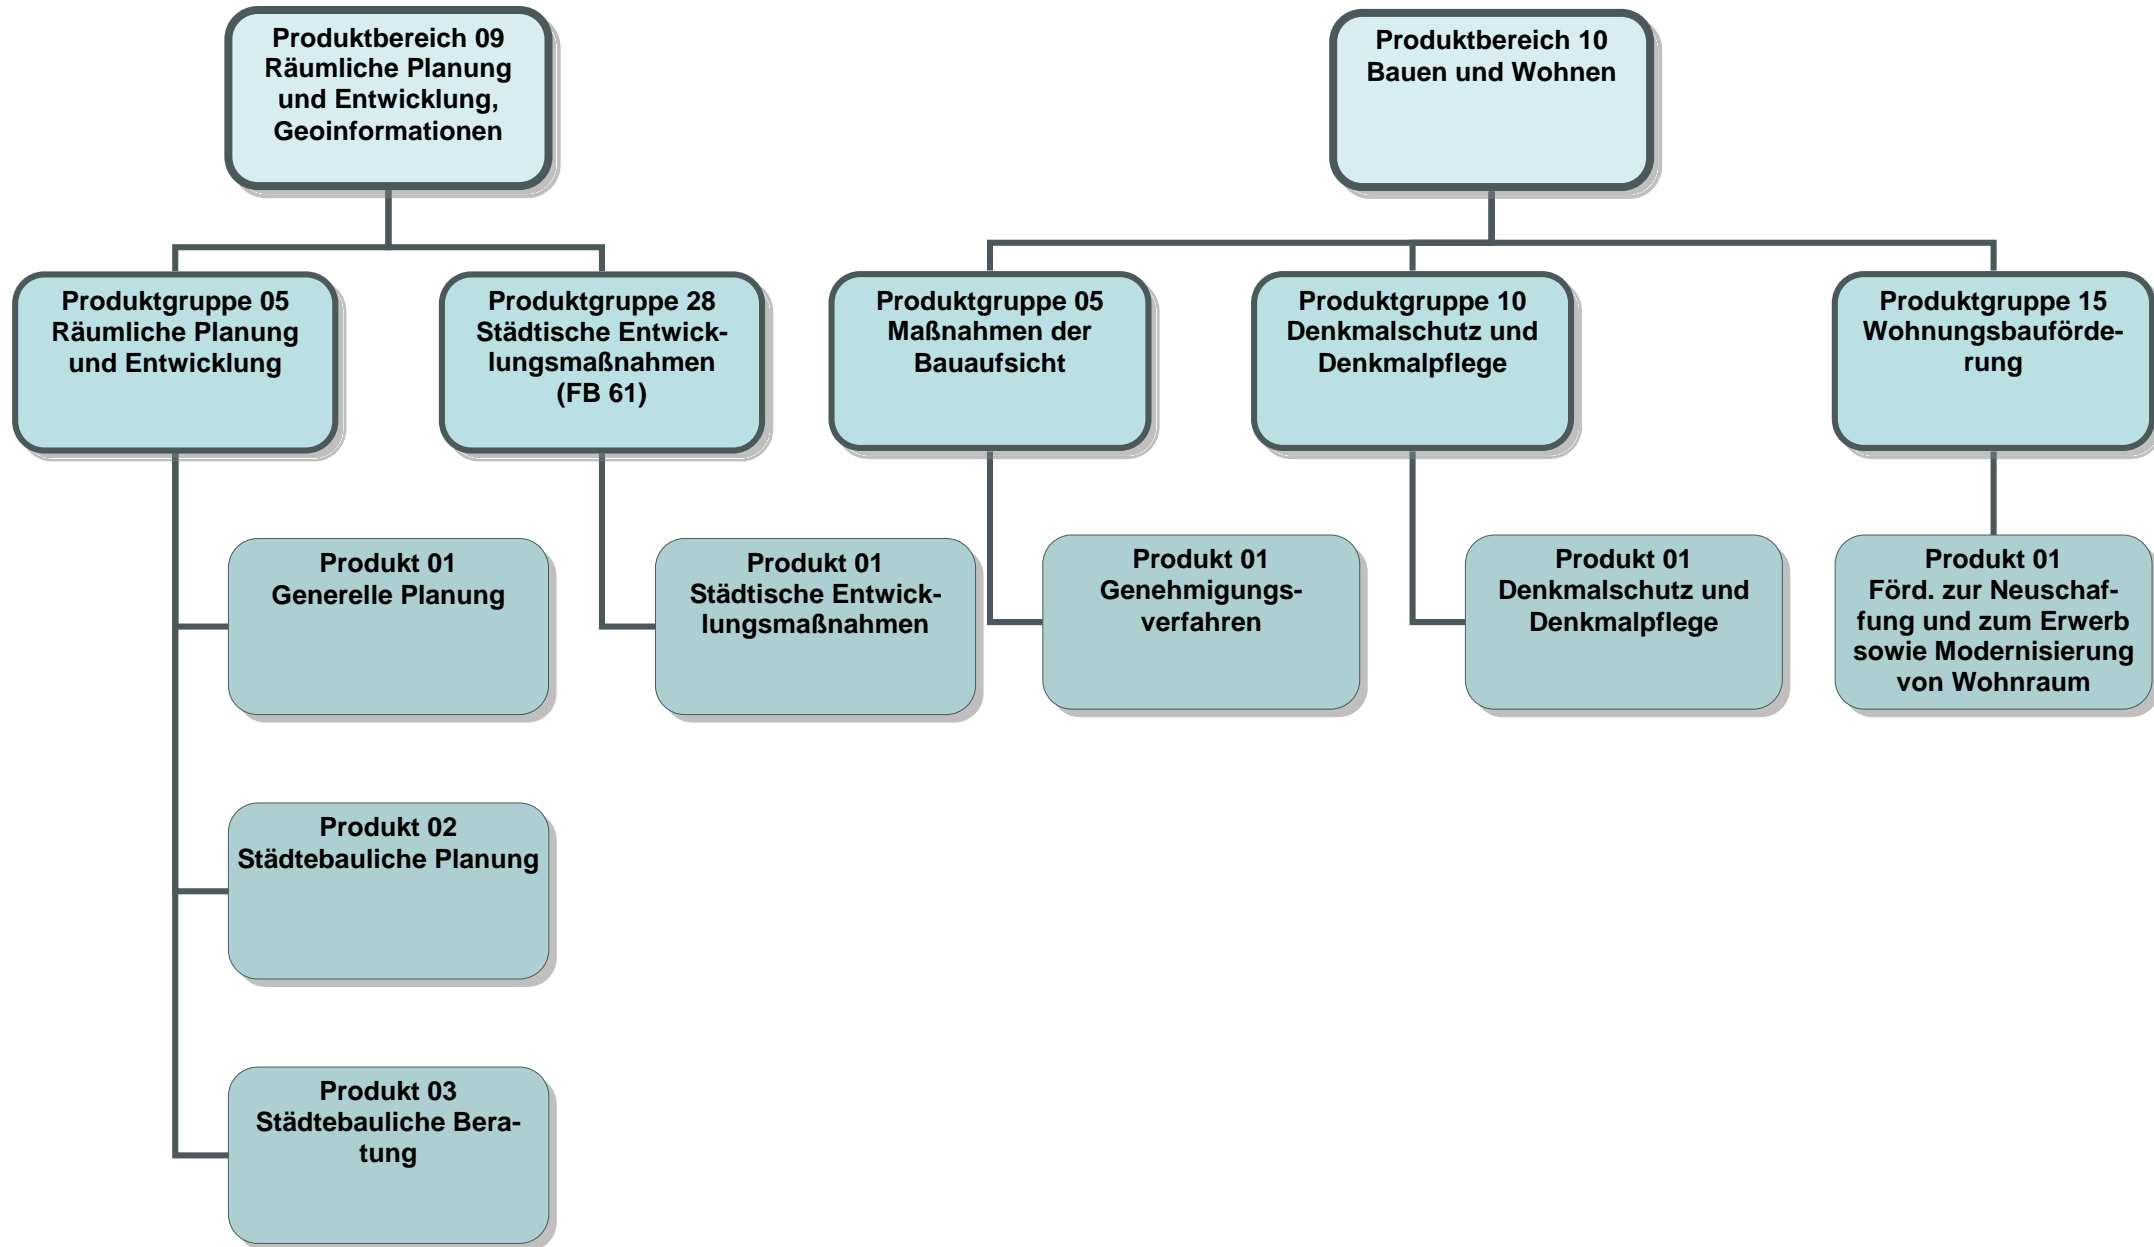 Produktbereich 09
Räumliche Planung
und Entwicklung,
Geoinformationen
Produktbereich 10
Bauen und Wohnen
Produktgruppe 05
Räumliche Planung
und Entwicklung
Produktgruppe 28
Städtische Entwick-
lungsmaßnahmen
(FB 61)
Produktgruppe 05
Maßnahmen der
Bauaufsicht
Produktgruppe 10
Denkmalschutz und
Denkmalpflege
Produktgruppe 15
Wohnungsbauförde-
rung
Produkt 01
Generelle Planung
Produkt 01
Städtische Entwick-
lungsmaßnahmen
Produkt 01
Genehmigungs-
verfahren
Produkt 01
Denkmalschutz und
Denkmalpflege
Produkt 01
Förd. zur Neuschaf-
fung und zum Erwerb
sowie Modernisierung
von Wohnraum
Produkt 02
Städtebauliche Planung
Produkt 03
Städtebauliche Bera-
tung